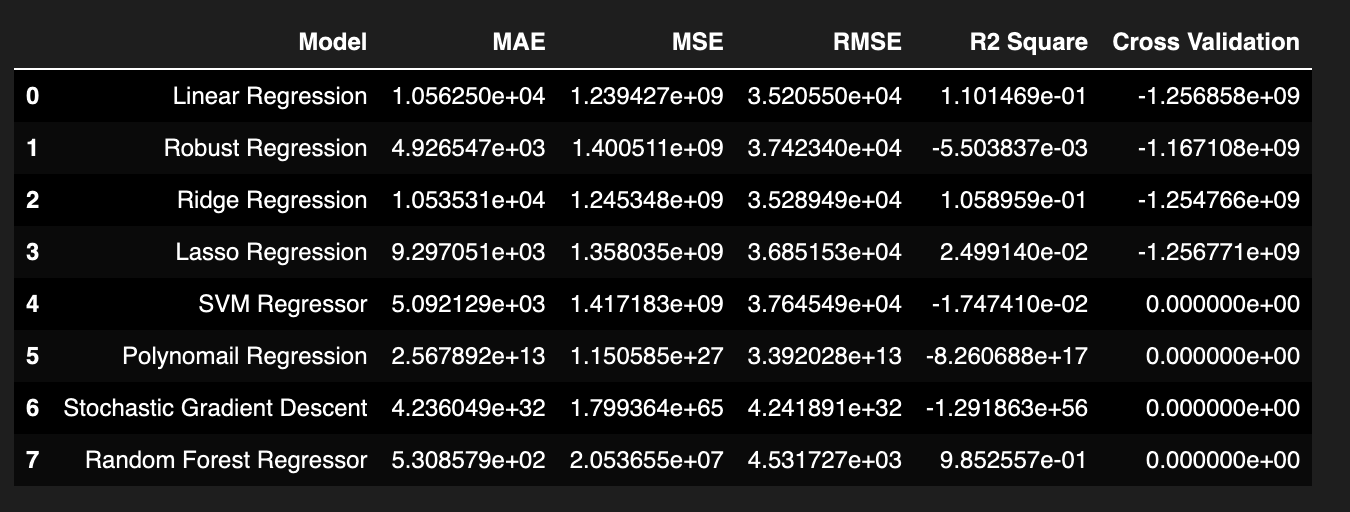 Model MAE MSE RMSE R2 Square Cross Validation
0 Linear Regression 1.056250e+04 1.239427e+09 3.520550e+04 1.101469e-01 -1.256858e+09
1 Robust Regression 4.926547e+03 1.400511e+09 3.742340e+04 -5.503837e-03 -1.167108e+09
2 Ridge Regression 1.053531e+04 1.245348e+09 3.528949e+04 1.058959e-01 -1.254766e+09
3 Lasso Regression 9.297051e+03 1.358035e+09 3.685153e+04 2.499140e-02 -1.256771e+09
4 SVM Regressor 5.092129e+03 1.417183e+09 3.764549e+04 -1.747410e-02 0.000000e+00
5 Polynomail Regression 2.567892e+13 1.150585e+27 3.392028e+13 -8.260688e+17 0.000000e+00
6 Stochastic Gradient Descent 4.236049e+32 1.799364e+65 4.241891e+32 -1.291863e+56 0.000000e+00
7 Random Forest Regressor 5.308579e+02 2.053655e+07 4.531727e+03 9.852557e-01 0.000000e+00